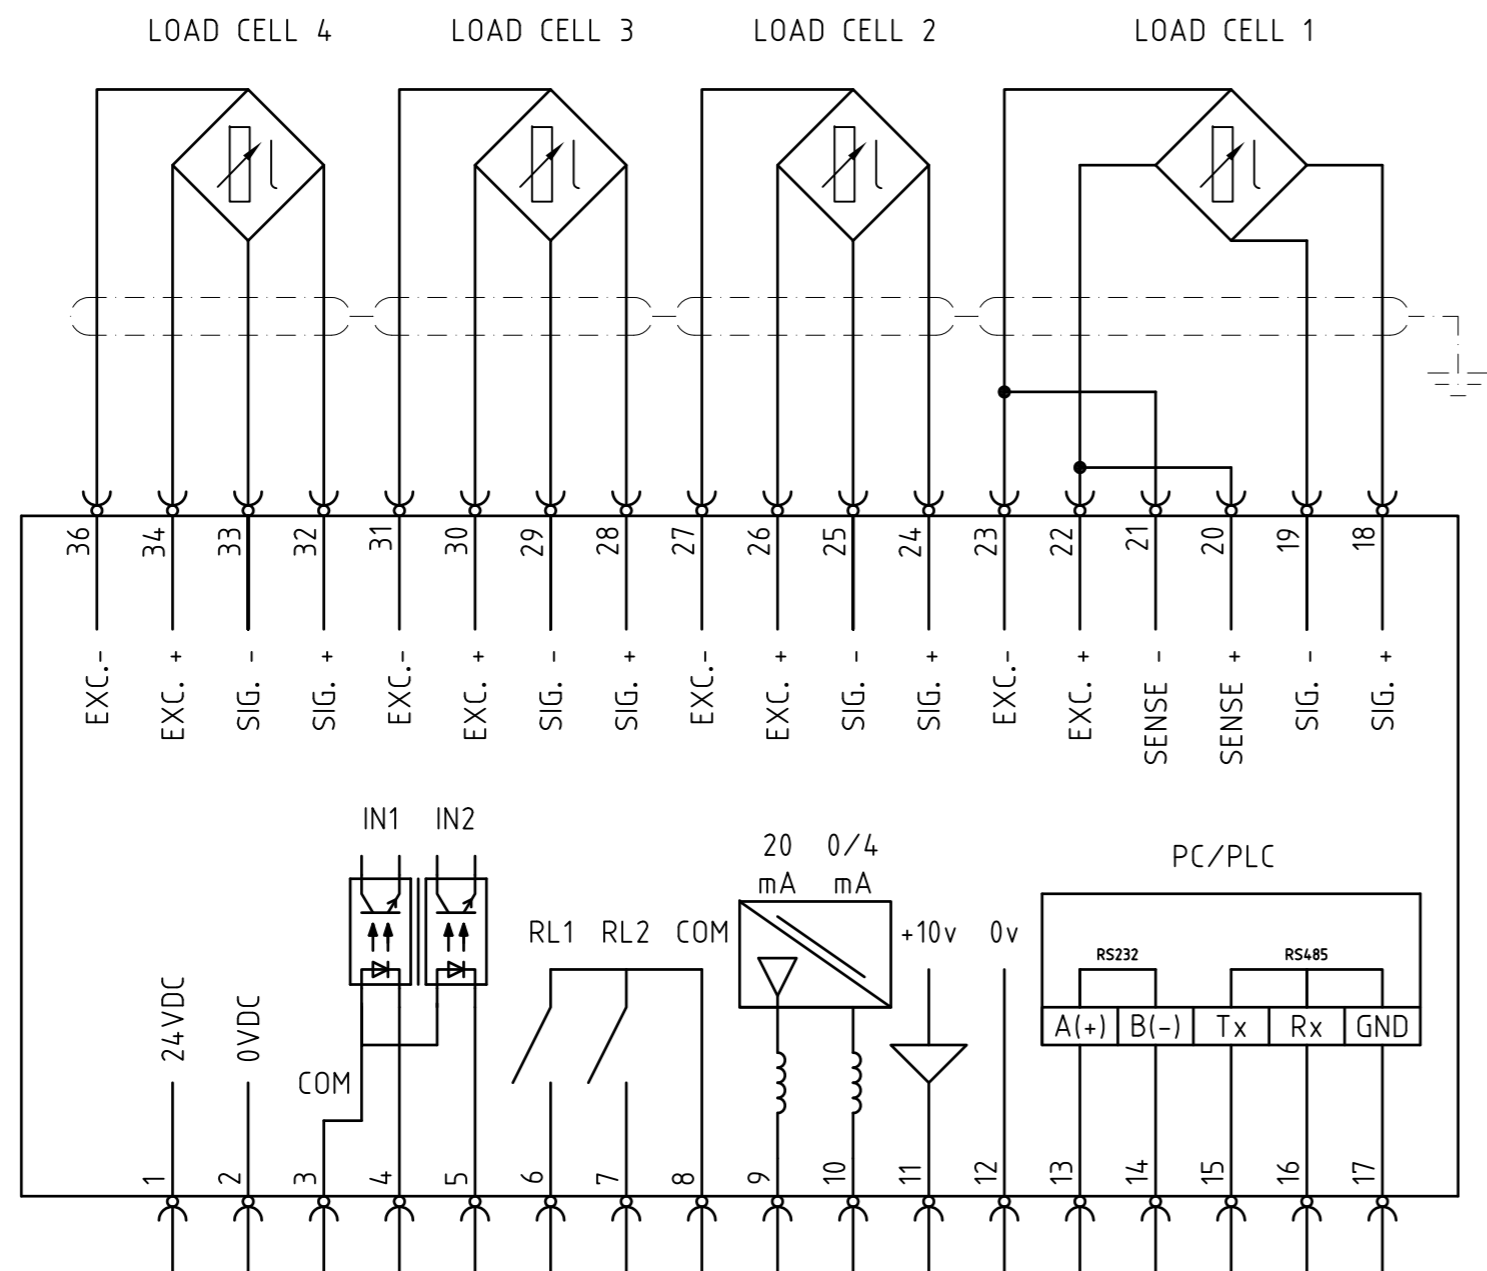 LOAD CELL 4
LOAD CELL 3
LOAD CELL 2
LOAD CELL 1
36
34
33
32
31
30
29
28
27
26
25
24
23
22
21
20
19
18
EXC.-
EXC. +
SIG. -
SIG. +
EXC.-
EXC. +
SIG. -
SIG. +
EXC.-
EXC. +
SIG. -
SIG. +
EXC.-
EXC. +
SENSE -
SENSE +
SIG. -
SIG. +
IN1
IN2
20
mA
0/4
mA
PC/PLC
RL1
RL2
COM
+10v
0v
RS232
RS485
24VDC
0VDC
COM
A(+)
B(-)
Tx
Rx
GND
1
2
3
4
5
6
7
8
9
10
11
12
13
14
15
16
17